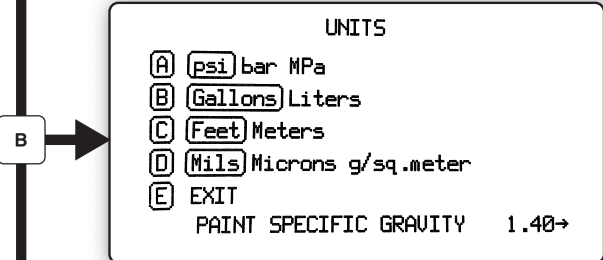 UNITS
A psi bar MPa
B Gallons Liters
B
C Feet Meters
D Mils Microns g/sq.meter
E EXIT
PAINT SPECIFIC GRAVITY 1.40→